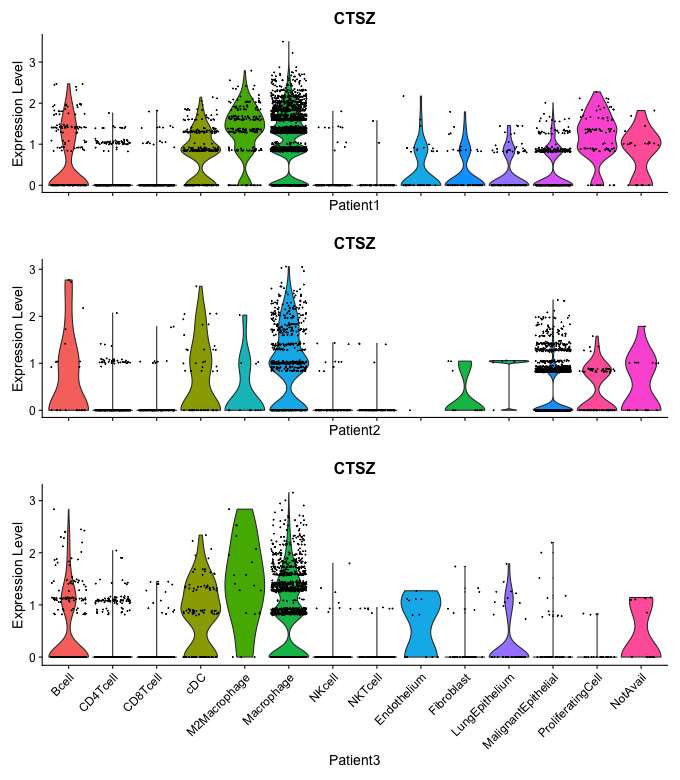 CTSZ
Expression Level
3
2
1
0
Patient1
CTSZ
Expression Level
3
2
1
0
Patient2
CTSZ
Expression Level
3
2
1
0
Bcell
CD4Tcell
CD8Tcell
cDC
M2Macrophage
Macrophage
NKcell
NKTcell
Endothelium
Fibroblast
LungEpithelium
MalignantEpithelial
ProliferatingCell
NotAvail
Patient3